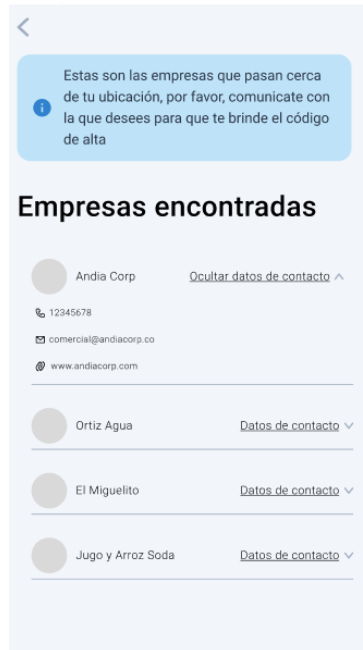 Estas son las empresas que pasan cerca
de tu ubicación, por favor, comunicate con
la que desees para que te brinde el código
de alta
Empresas encontradas
Andia Corp Ocultar datos de contacto
12345678
comercial@andiacorp.co
www.andiacorp.com
Ortiz Agua Datos de contacto
El Miguelito Datos de contacto
Jugo y Arroz Soda Datos de contacto